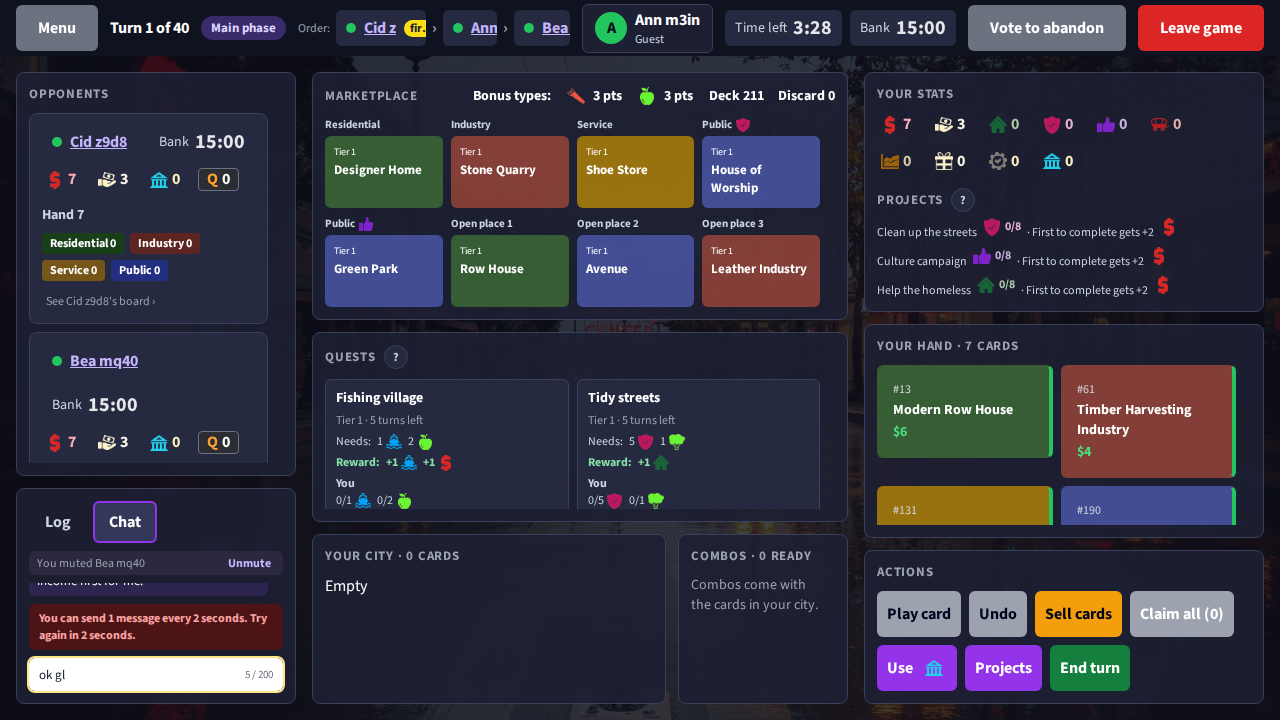 Menu
Turn 1 of 40
Main phase
Order:
Cid z
fir.
›
Ann
›
Bea
A
Ann m3in
Guest
Time left 3:28
Bank 15:00
Vote to abandon
Leave game
OPPONENTS
Cid z9d8
Bank 15:00
7 3 0 Q 0
Hand 7
Residential 0
Industry 0
Service 0
Public 0
See Cid z9d8's board ›
Bea mq40
Bank 15:00
7 3 0 Q 0
Log
Chat
You muted Bea mq40
Unmute
You can send 1 message every 2 seconds. Try
again in 2 seconds.
ok gl
5 / 200
MARKETPLACE
Bonus types: 3 pts 3 pts Deck 211 Discard 0
Residential
Tier 1
Designer Home
Industry
Tier 1
Stone Quarry
Service
Tier 1
Shoe Store
Public
Tier 1
House of
Worship
Public
Tier 1
Green Park
Open place 1
Tier 1
Row House
Open place 2
Tier 1
Avenue
Open place 3
Tier 1
Leather Industry
QUESTS ?
Fishing village
Tier 1 · 5 turns left
Needs: 1 2
Reward: +1 +1
You
0/1 0/2
Tidy streets
Tier 1 · 5 turns left
Needs: 5 1
Reward: +1
You
0/5 0/1
YOUR CITY · 0 CARDS
Empty
COMBOS · 0 READY
Combos come with
the cards in your city.
YOUR STATS
7 3 0 0 0 0
0 0 0 0
PROJECTS ?
Clean up the streets 0/8 · First to complete gets +2
Culture campaign 0/8 · First to complete gets +2
Help the homeless 0/8 · First to complete gets +2
YOUR HAND · 7 CARDS
#13
Modern Row House
$6
#61
Timber Harvesting
Industry
$4
#131
#190
ACTIONS
Play card
Undo
Sell cards
Claim all (0)
Use
Projects
End turn